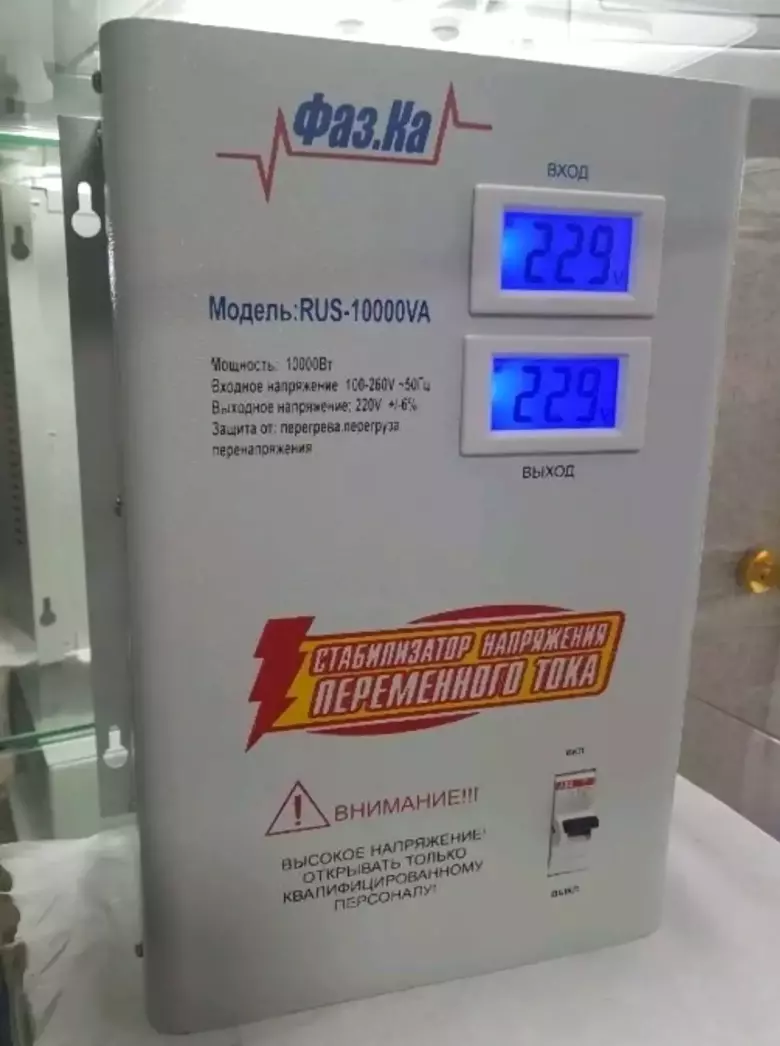 Фаз.Ка
ВХОД
229V
Модель:RUS-10000VA
Мощность: 10000Вт
Входное напряжение 100-260V ~50Гц
Выходное напряжение; 220V +/-6%
Защита от: перегрева.перегруза
перенапряжения
229V
ВЫХОД
СТАБИЛИЗАТОР НАПРЯЖЕНИЯ
ПЕРЕМЕННОГО ТОКА
ВКЛ
ABB
ВНИМАНИЕ!!!
ВЫСОКОЕ НАПРЯЖЕНИЕ!
ОТКРЫВАТЬ ТОЛЬКО
КВАЛИФИЦИРОВАННОМУ
ПЕРСОНАЛУ!
ВЫКЛ